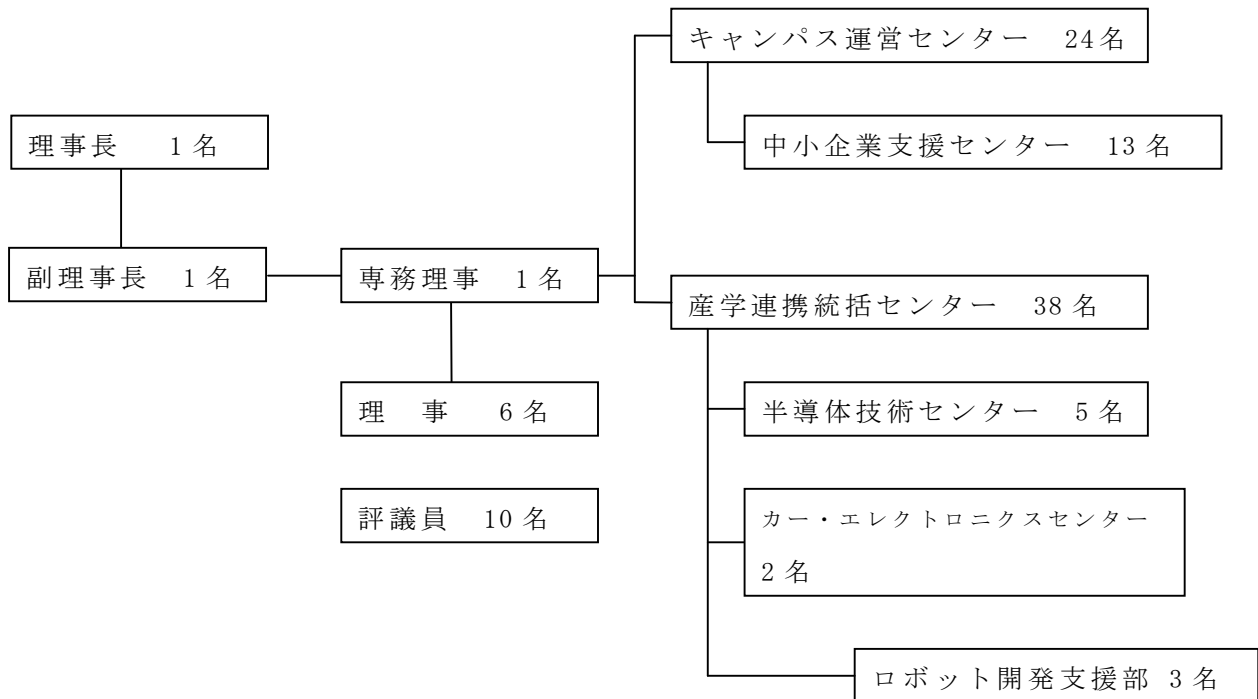 キャンパス運営センター 24名
理事長 1名
中小企業支援センター 13名
副理事長 1名
専務理事 1名
産学連携統括センター 38名
理 事 6名
半導体技術センター 5名
評議員 10名
カー・エレクトロニクスセンター
2名
ロボット開発支援部 3名